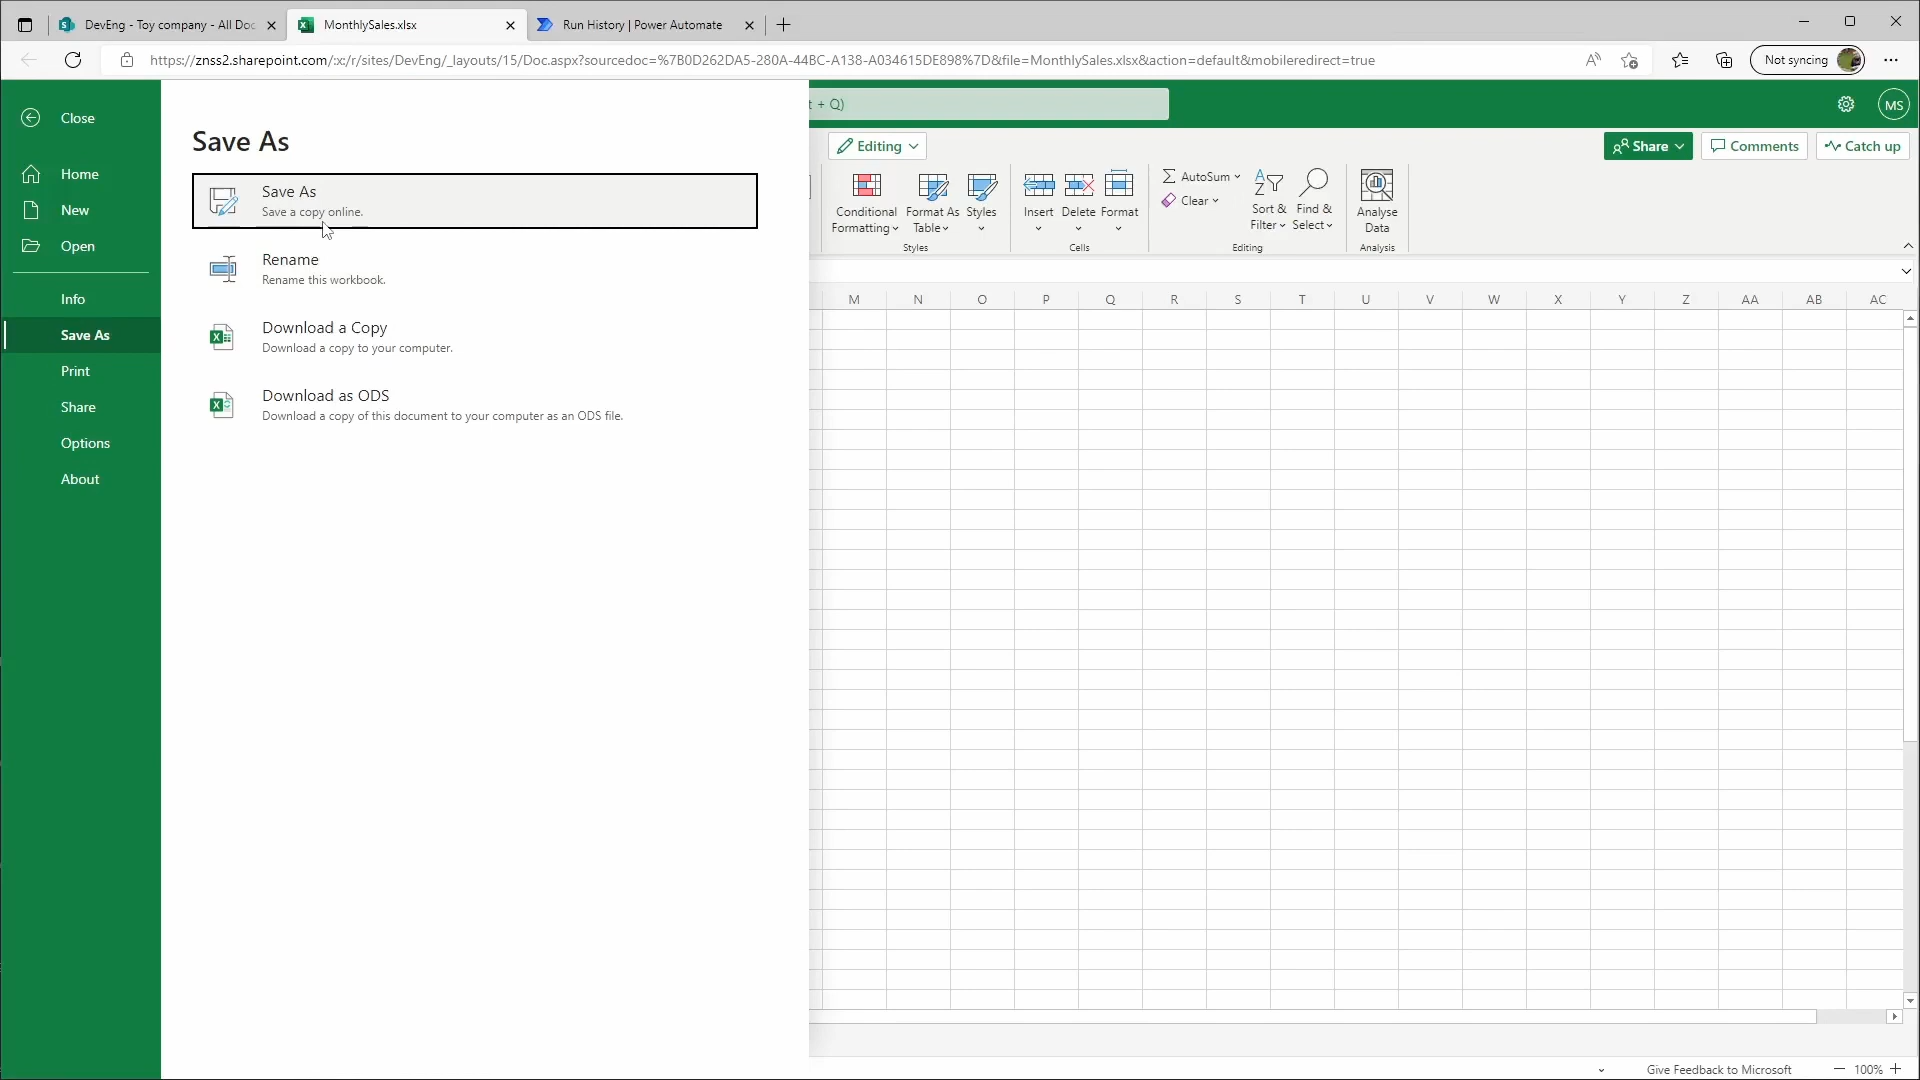 DevEng - Toy company - All Doc
MonthlySales.xlsx
Run History | Power Automate
https://znss2.sharepoint.com/:x:/r/sites/DevEng/_layouts/15/Doc.aspx?sourcedoc=%7B0D262DA5-280A-44BC-A138-A034615DE898%7D&file=MonthlySales.xlsx&action=default&mobileredirect=true
Not syncing
Close
Home
New
Open
Info
Save As
Print
Share
Options
About
Save As
Save As
Save a copy online.
Rename
Rename this workbook.
Download a Copy
Download a copy to your computer.
Download as ODS
Download a copy of this document to your computer as an ODS file.
t + Q)
MS
Editing
Share
Comments
Catch up
Conditional Formatting
Format As Table
Styles
Styles
Insert
Delete
Format
Cells
AutoSum
Clear
Sort & Filter
Find & Select
Editing
Analyse Data
Analysis
M N O P Q R S T U V W X Y Z AA AB AC
Give Feedback to Microsoft
100%